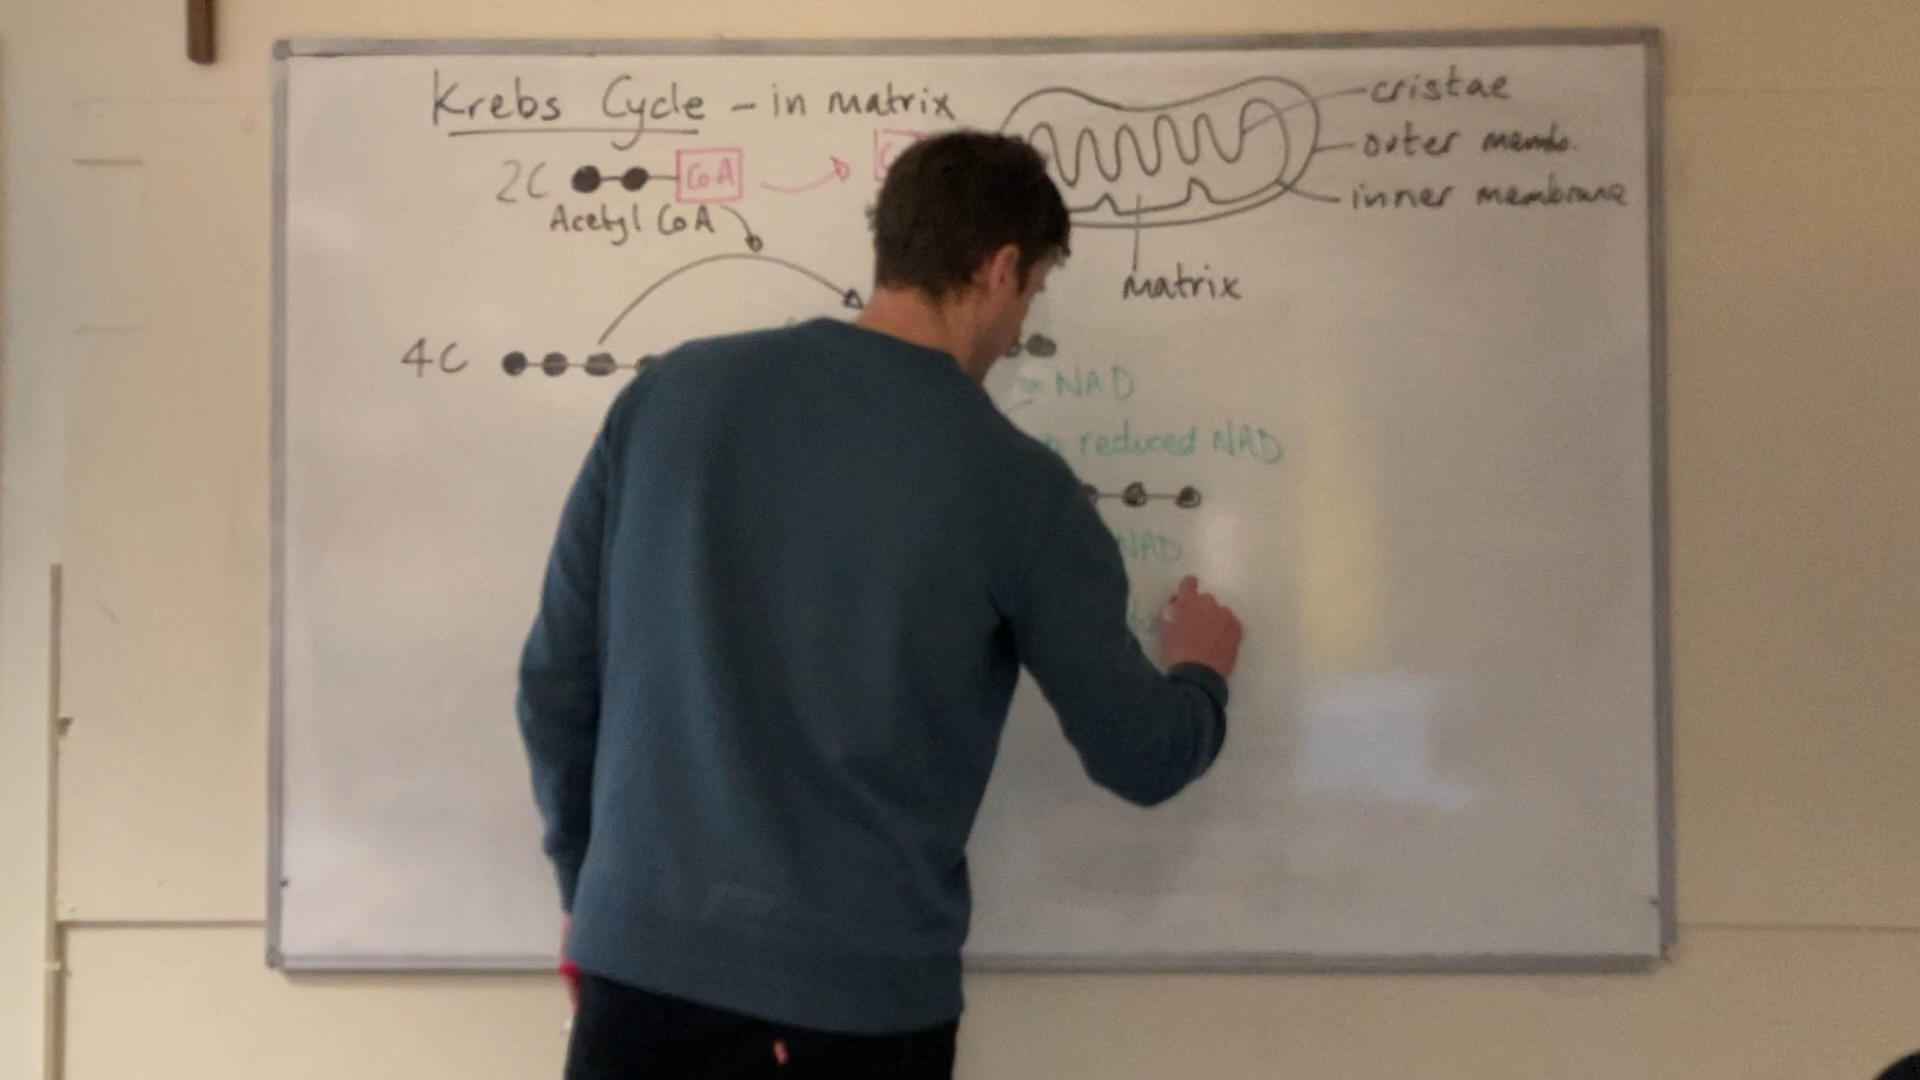 Krebs Cycle - in matrix
cristae
outer memb.
inner membrane
matrix
2C
CoA
Acetyl CoA
4C
NAD
reduced NAD
NAD